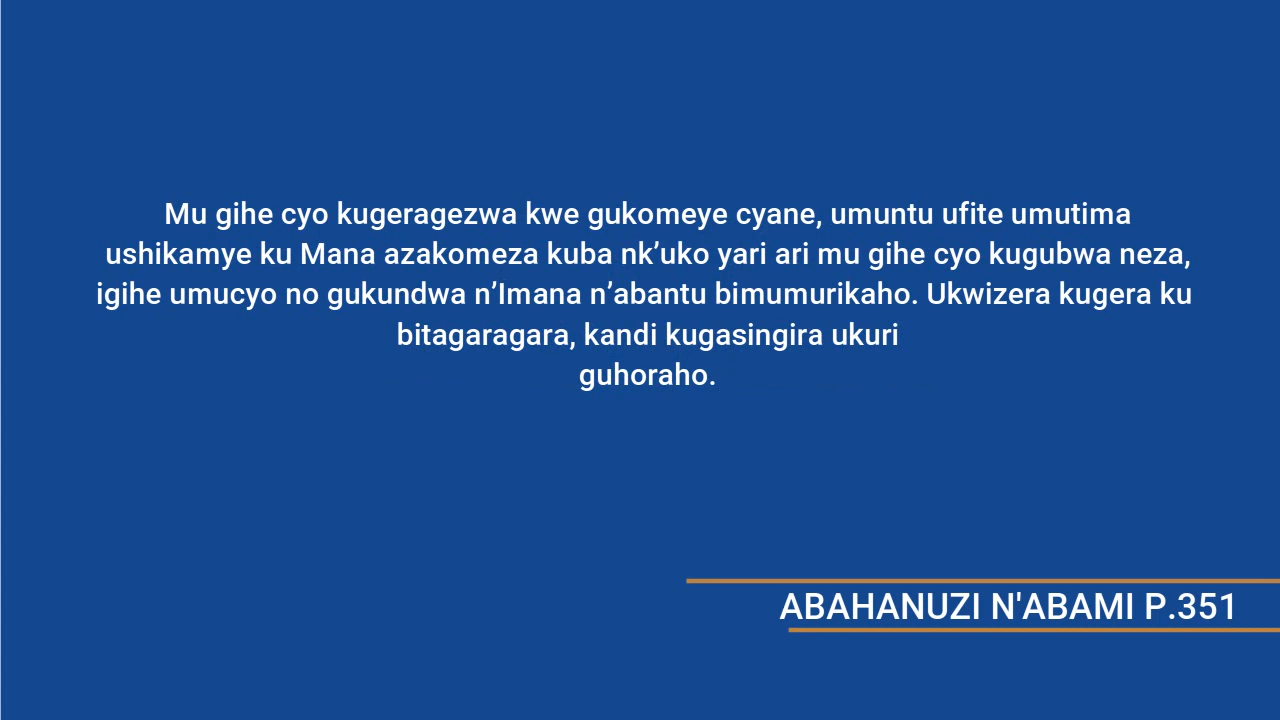 Mu gihe cyo kugeragezwa kwe gukomeye cyane, umuntu ufite umutima
ushikamye ku Mana azakomeza kuba nk’uko yari ari mu gihe cyo kugubwa neza,
igihe umucyo no gukundwa n’Imana n’abantu bimumurikaho. Ukwizera kugera ku
bitagaragara, kandi kugasingira ukuri
guhoraho.
ABAHANUZI N'ABAMI P.351